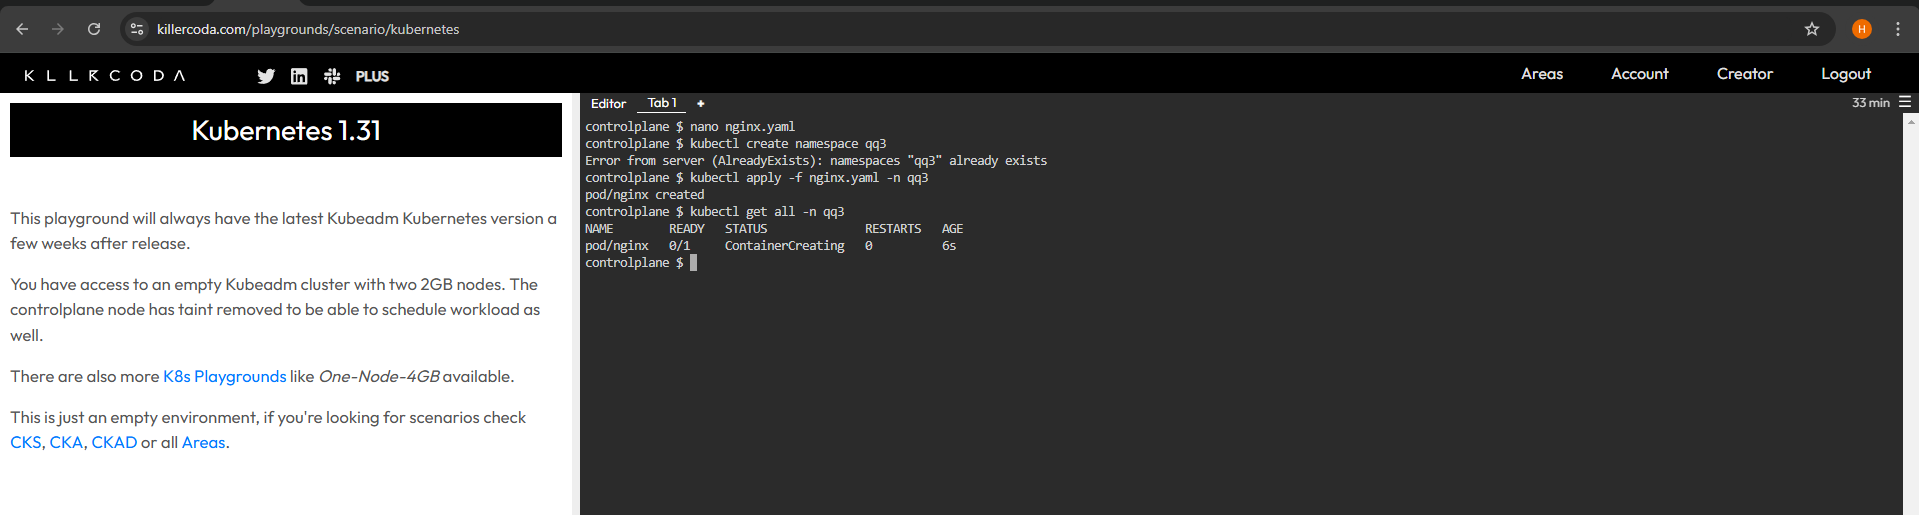 killercoda.com/playgrounds/scenario/kubernetes
H
KLLRCODA
PLUS
Areas
Account
Creator
Logout
Kubernetes 1.31
This playground will always have the latest Kubeadm Kubernetes version a
few weeks after release.
You have access to an empty Kubeadm cluster with two 2GB nodes. The
controlplane node has taint removed to be able to schedule workload as
well.
There are also more K8s Playgrounds like One-Node-4GB available.
This is just an empty environment, if you're looking for scenarios check
CKS, CKA, CKAD or all Areas.
Editor
Tab 1
+
33 min
controlplane $ nano nginx.yaml
controlplane $ kubectl create namespace qq3
Error from server (AlreadyExists): namespaces "qq3" already exists
controlplane $ kubectl apply -f nginx.yaml -n qq3
pod/nginx created
controlplane $ kubectl get all -n qq3
NAME READY STATUS RESTARTS AGE
pod/nginx 0/1 ContainerCreating 0 6s
controlplane $